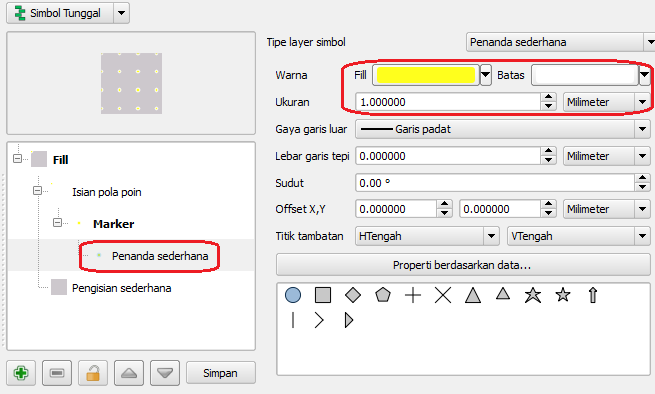 Simbol Tunggal
Tipe layer simbol Penanda sederhana
Warna Fill Batas
Ukuran 1.000000 Milimeter
Gaya garis luar Garis padat
Lebar garis tepi 0.000000 Milimeter
Sudut 0.00 °
Offset X,Y 0.000000 0.000000 Milimeter
Titik tambatan HTengah VTengah
Properti berdasarkan data...
Fill
Isian pola poin
Marker
Penanda sederhana
Pengisian sederhana
Simpan